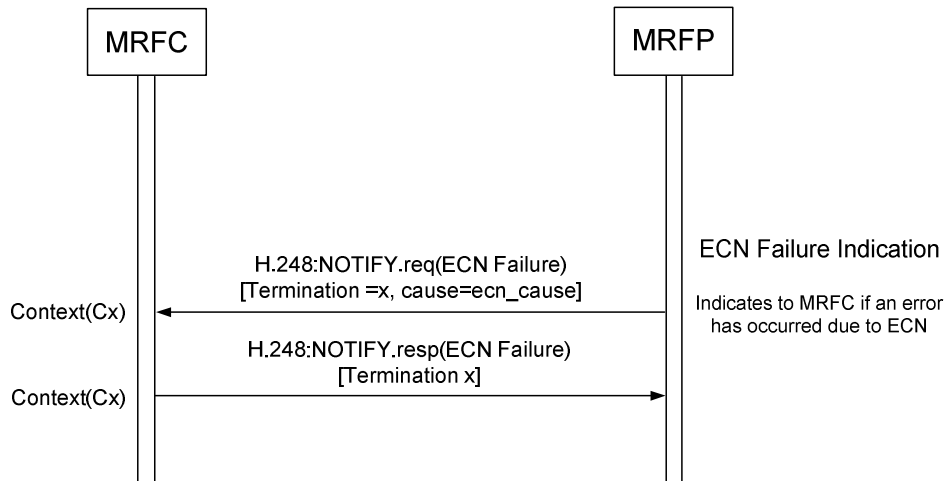 MRFC
MRFP
ECN Failure Indication
H.248:NOTIFY.req(ECN Failure)
[Termination =x, cause=ecn_cause]
Context(Cx)
Indicates to MRFC if an error
has occurred due to ECN
H.248:NOTIFY.resp(ECN Failure)
[Termination x]
Context(Cx)